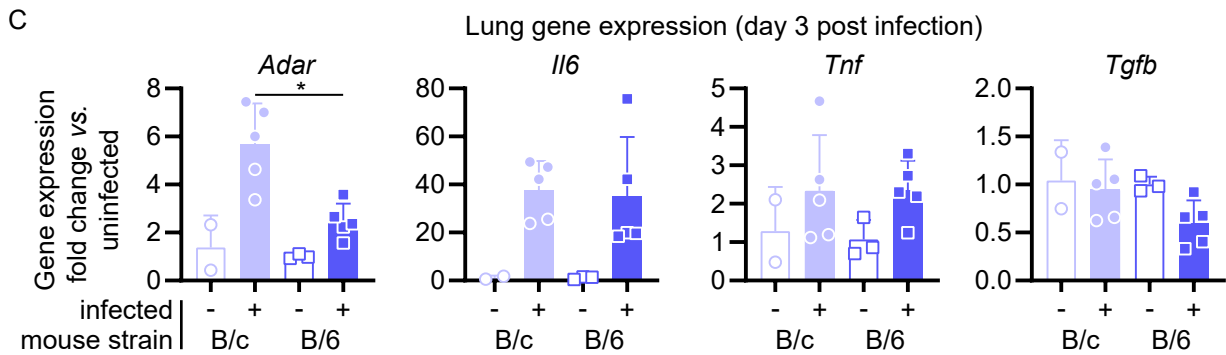 C
Lung gene expression (day 3 post infection)
Adar Il6 Tnf Tgfb
Gene expression
fold change vs.
uninfected
8
6
4
2
0
*
80
60
40
20
0
5
4
3
2
1
0
2.0
1.5
1.0
0.5
0.0
infected - + - + - + - + - + - + - + - +
mouse strain B/c B/6 B/c B/6 B/c B/6 B/c B/6